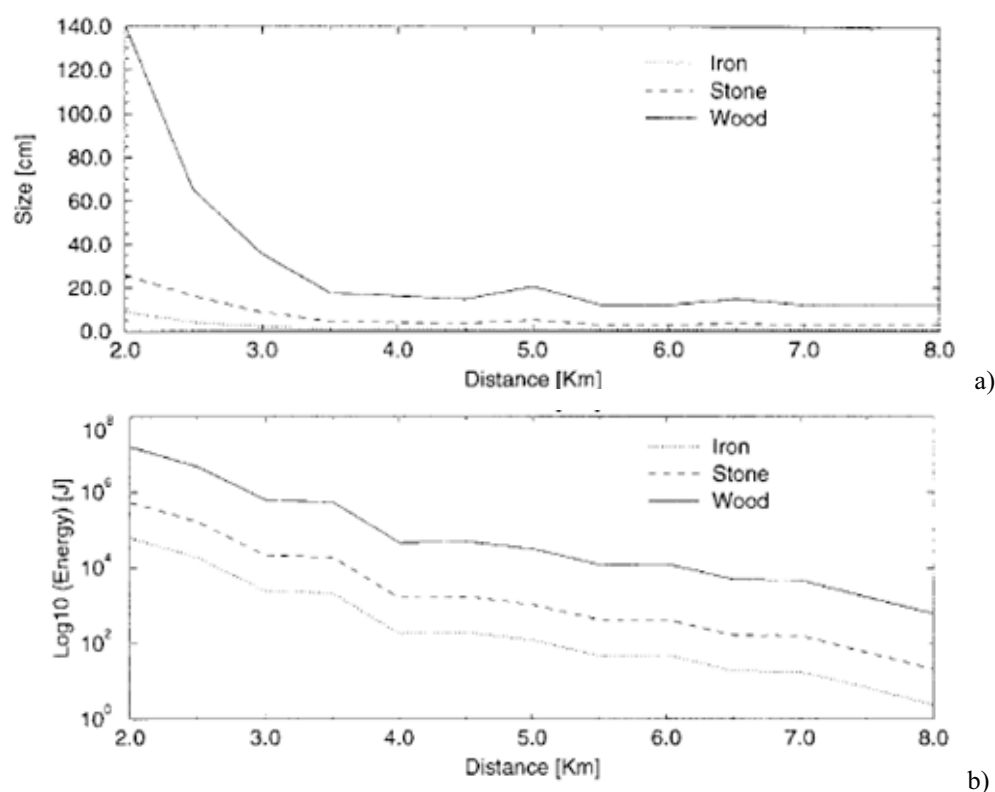 140.0
120.0
100.0
80.0
60.0
40.0
20.0
0.0
Size [cm]
Iron
Stone
Wood
2.0 3.0 4.0 5.0 6.0 7.0 8.0
Distance [Km]
a)
10^8
10^6
10^4
10^2
10^0
Log10 (Energy) [J]
Iron
Stone
Wood
2.0 3.0 4.0 5.0 6.0 7.0 8.0
Distance [Km]
b)